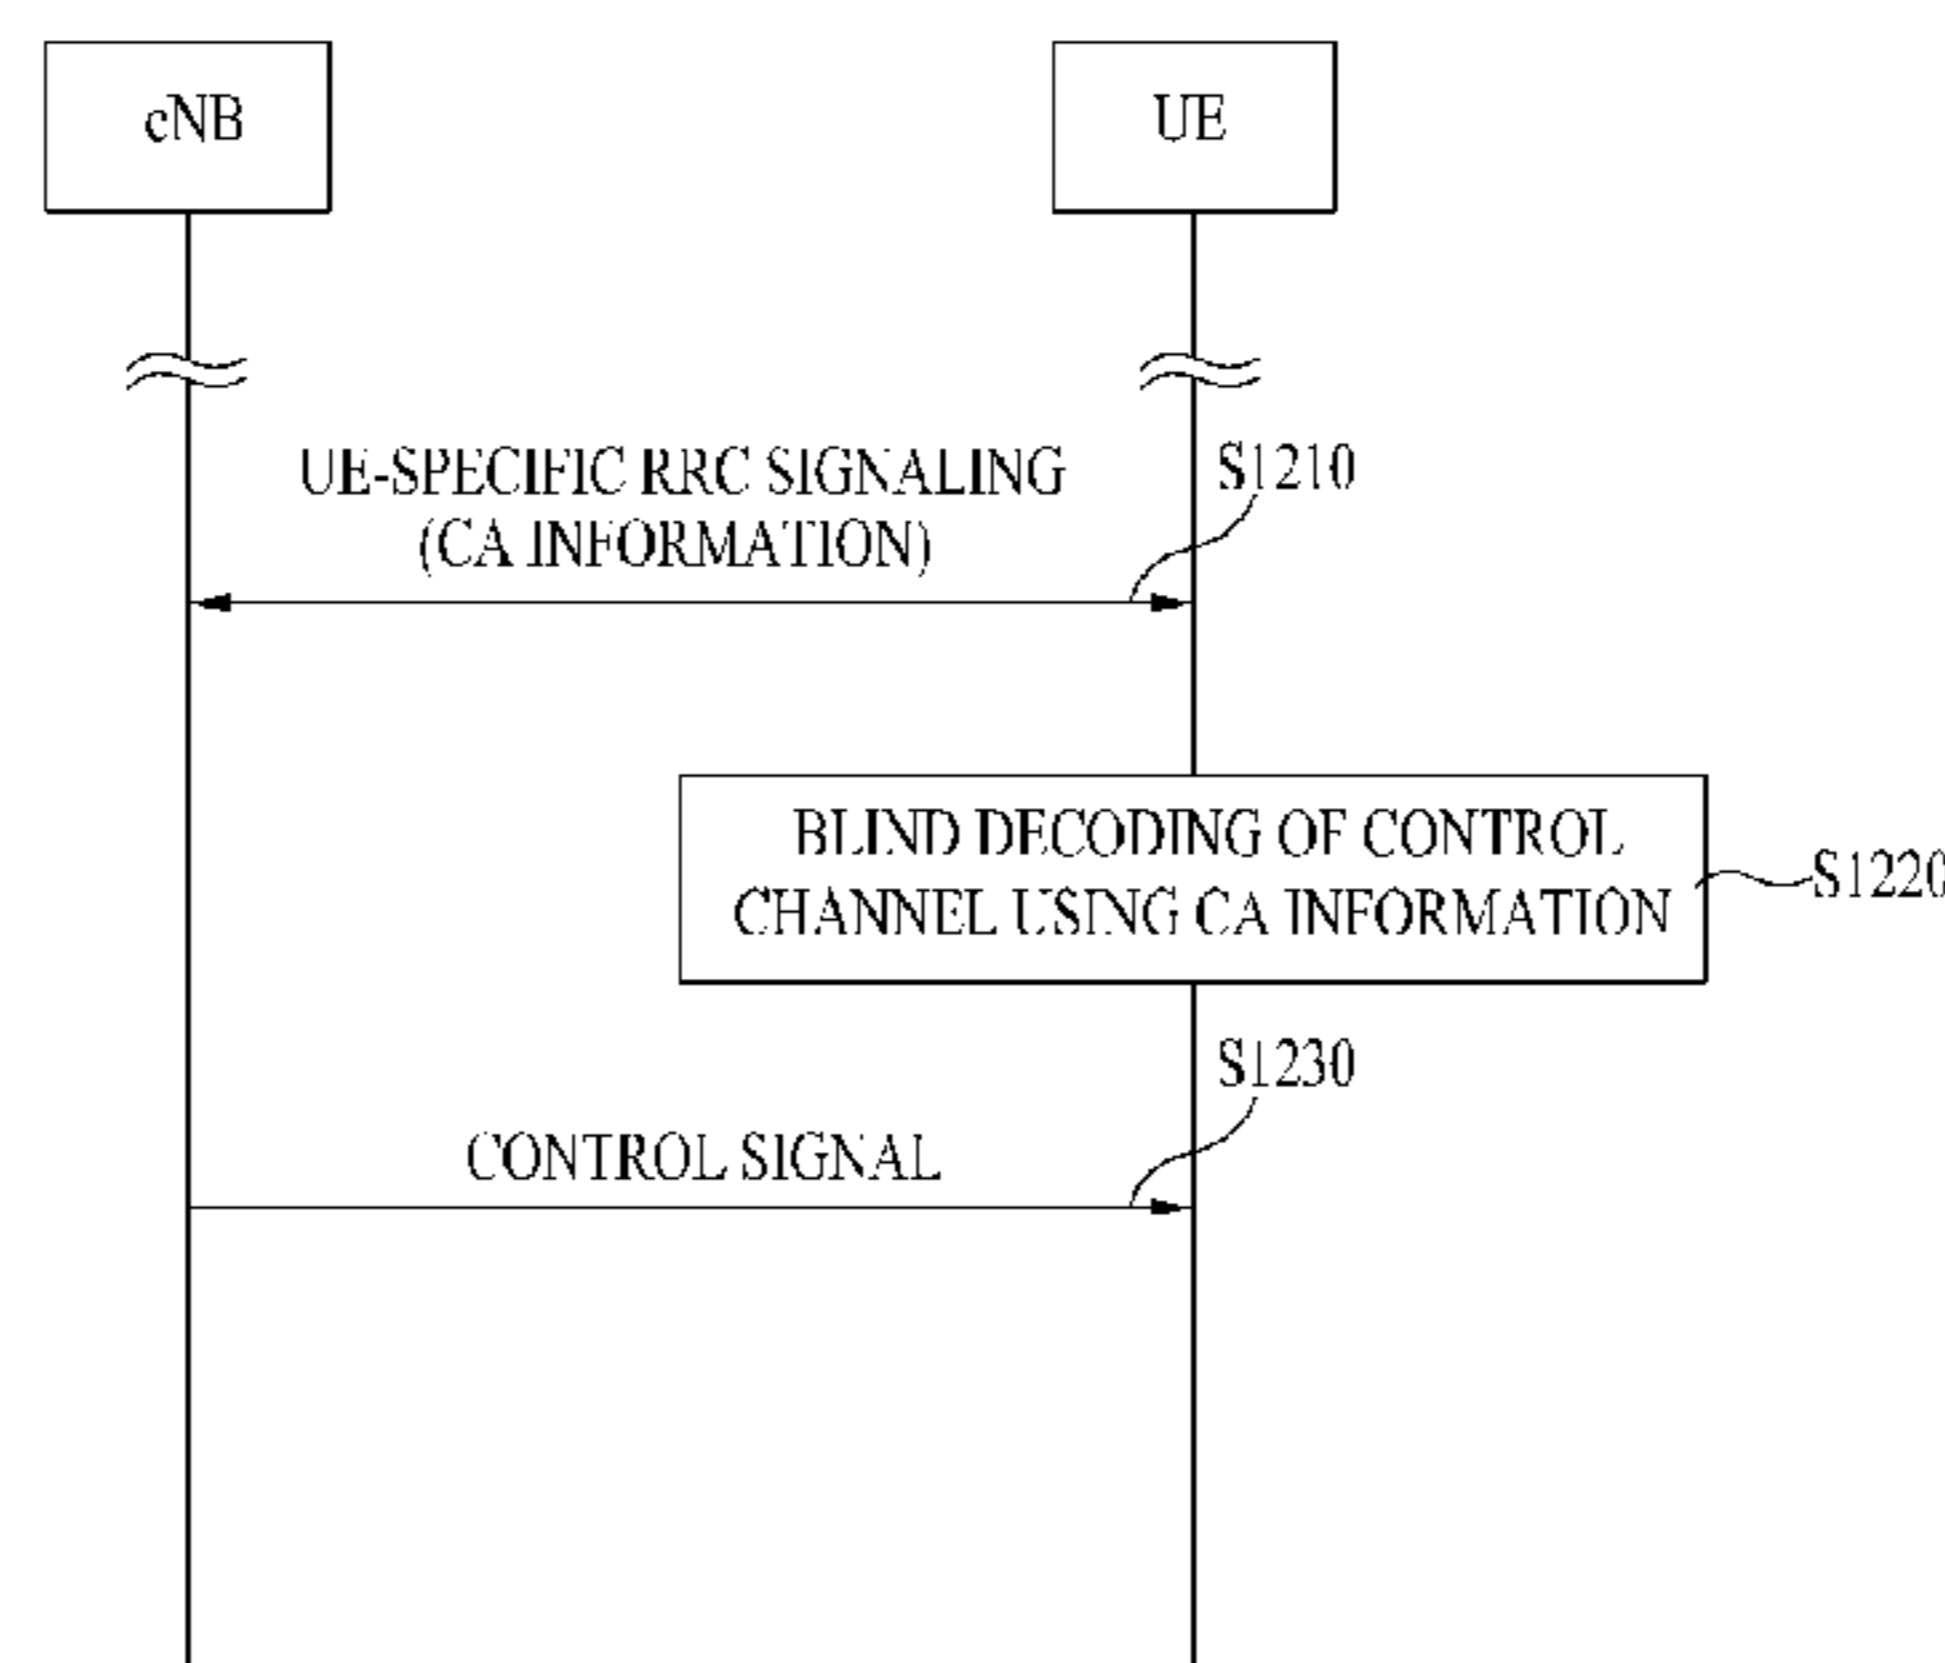 eNB
UE
UE-SPECIFIC RRC SIGNALING
(CA INFORMATION)
S1210
BLIND DECODING OF CONTROL
CHANNEL USING CA INFORMATION
S1220
S1230
CONTROL SIGNAL